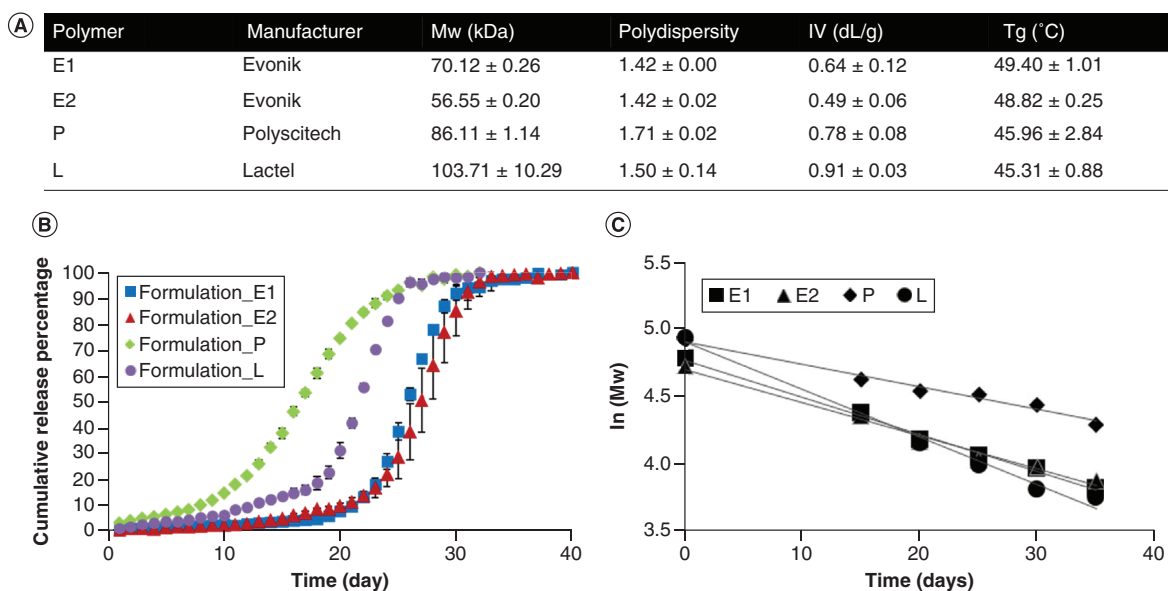 A
Polymer Manufacturer Mw (kDa) Polydispersity IV (dL/g) Tg (˚C)
E1 Evonik 70.12 ± 0.26 1.42 ± 0.00 0.64 ± 0.12 49.40 ± 1.01
E2 Evonik 56.55 ± 0.20 1.42 ± 0.02 0.49 ± 0.06 48.82 ± 0.25
P Polyscitech 86.11 ± 1.14 1.71 ± 0.02 0.78 ± 0.08 45.96 ± 2.84
L Lactel 103.71 ± 10.29 1.50 ± 0.14 0.91 ± 0.03 45.31 ± 0.88
B
Cumulative release percentage
100
90
80
70
60
50
40
30
20
10
0
Formulation_E1
Formulation_E2
Formulation_P
Formulation_L
0 10 20 30 40
Time (day)
C
ln (Mw)
5.5
5.0
4.5
4.0
3.5
E1 E2 P L
0 10 20 30 40
Time (days)